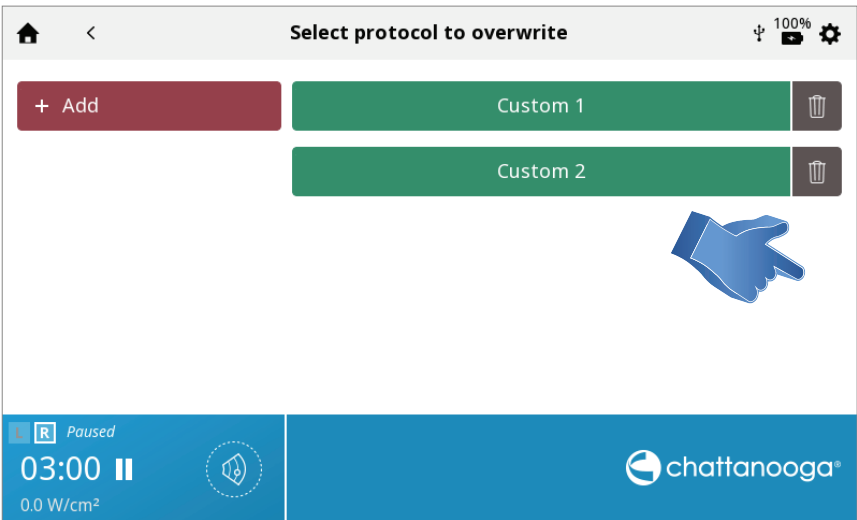 Select protocol to overwrite
100%
+ Add
Custom 1
Custom 2
L R Paused
03:00
0.0 W/cm²
chattanooga®